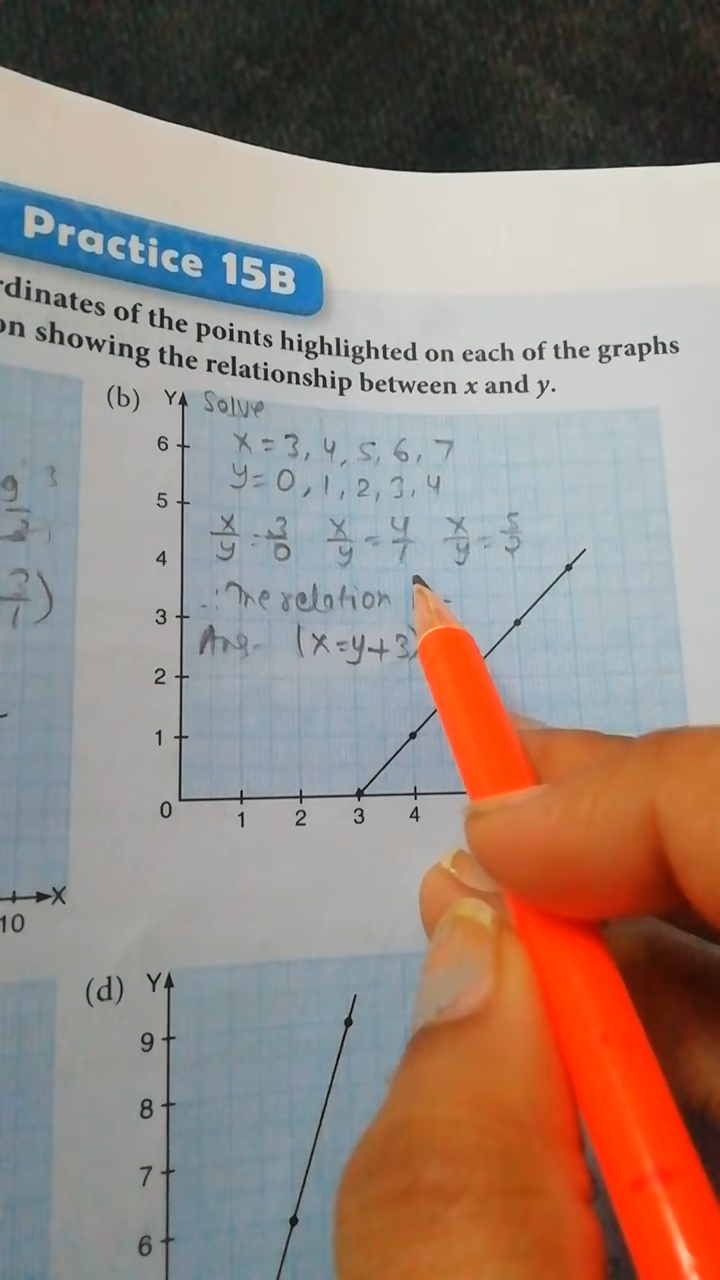 Practice 15B
rdinates of the points highlighted on each of the graphs
on showing the relationship between x and y.
(b) Y Solve
x = 3, 4, 5, 6, 7
y = 0, 1, 2, 3, 4
x/y = 3/0 x/y = 4/1 x/y = 5/2
∴ The relation
Ans- (x=y+3)
6
5
4
3
2
1
0
1 2 3 4
X
10
(d) Y
9
8
7
6